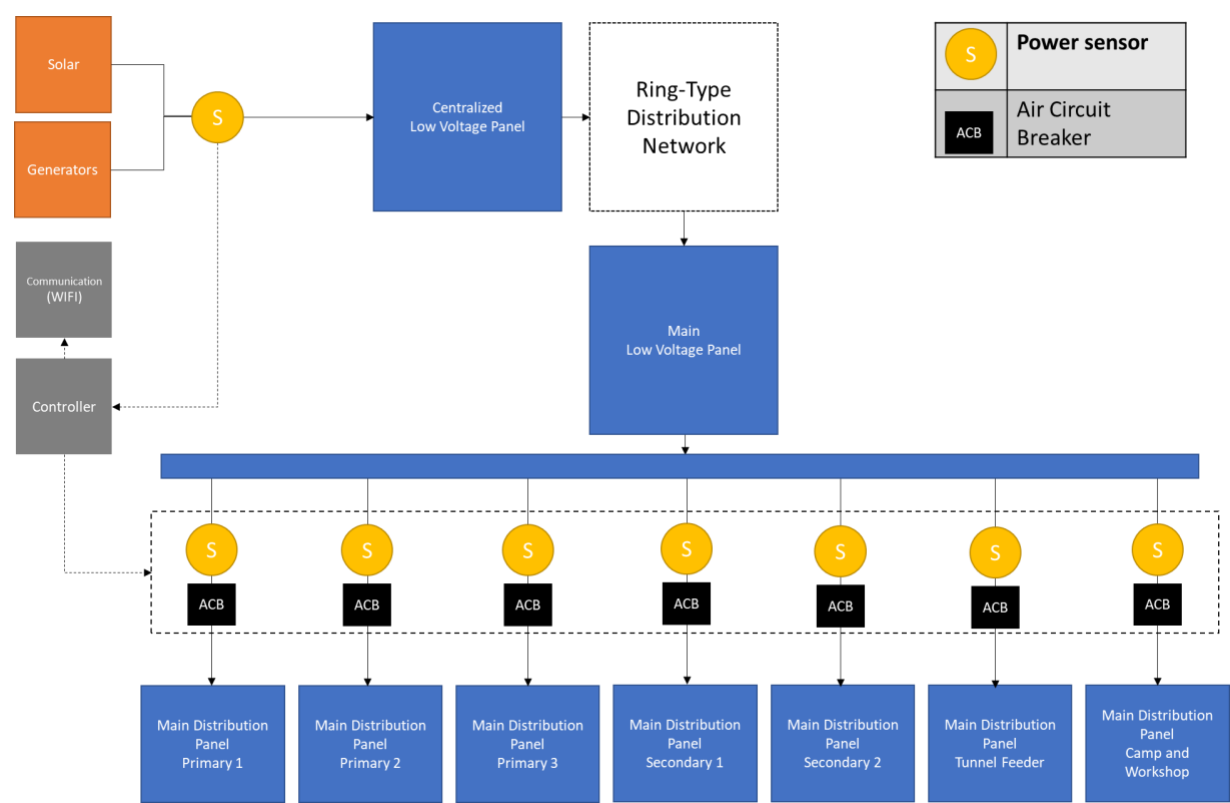 Solar
Generators
S
Centralized
Low Voltage Panel
Ring-Type
Distribution
Network
S
Power sensor
ACB
Air Circuit
Breaker
Communication
(WIFI)
Controller
Main
Low Voltage Panel
S
S
S
S
S
S
S
ACB
ACB
ACB
ACB
ACB
ACB
ACB
Main Distribution
Panel
Primary 1
Main Distribution
Panel
Primary 2
Main Distribution
Panel
Primary 3
Main Distribution
Panel
Secondary 1
Main Distribution
Panel
Secondary 2
Main Distribution
Panel
Tunnel Feeder
Main Distribution
Panel
Camp and
Workshop